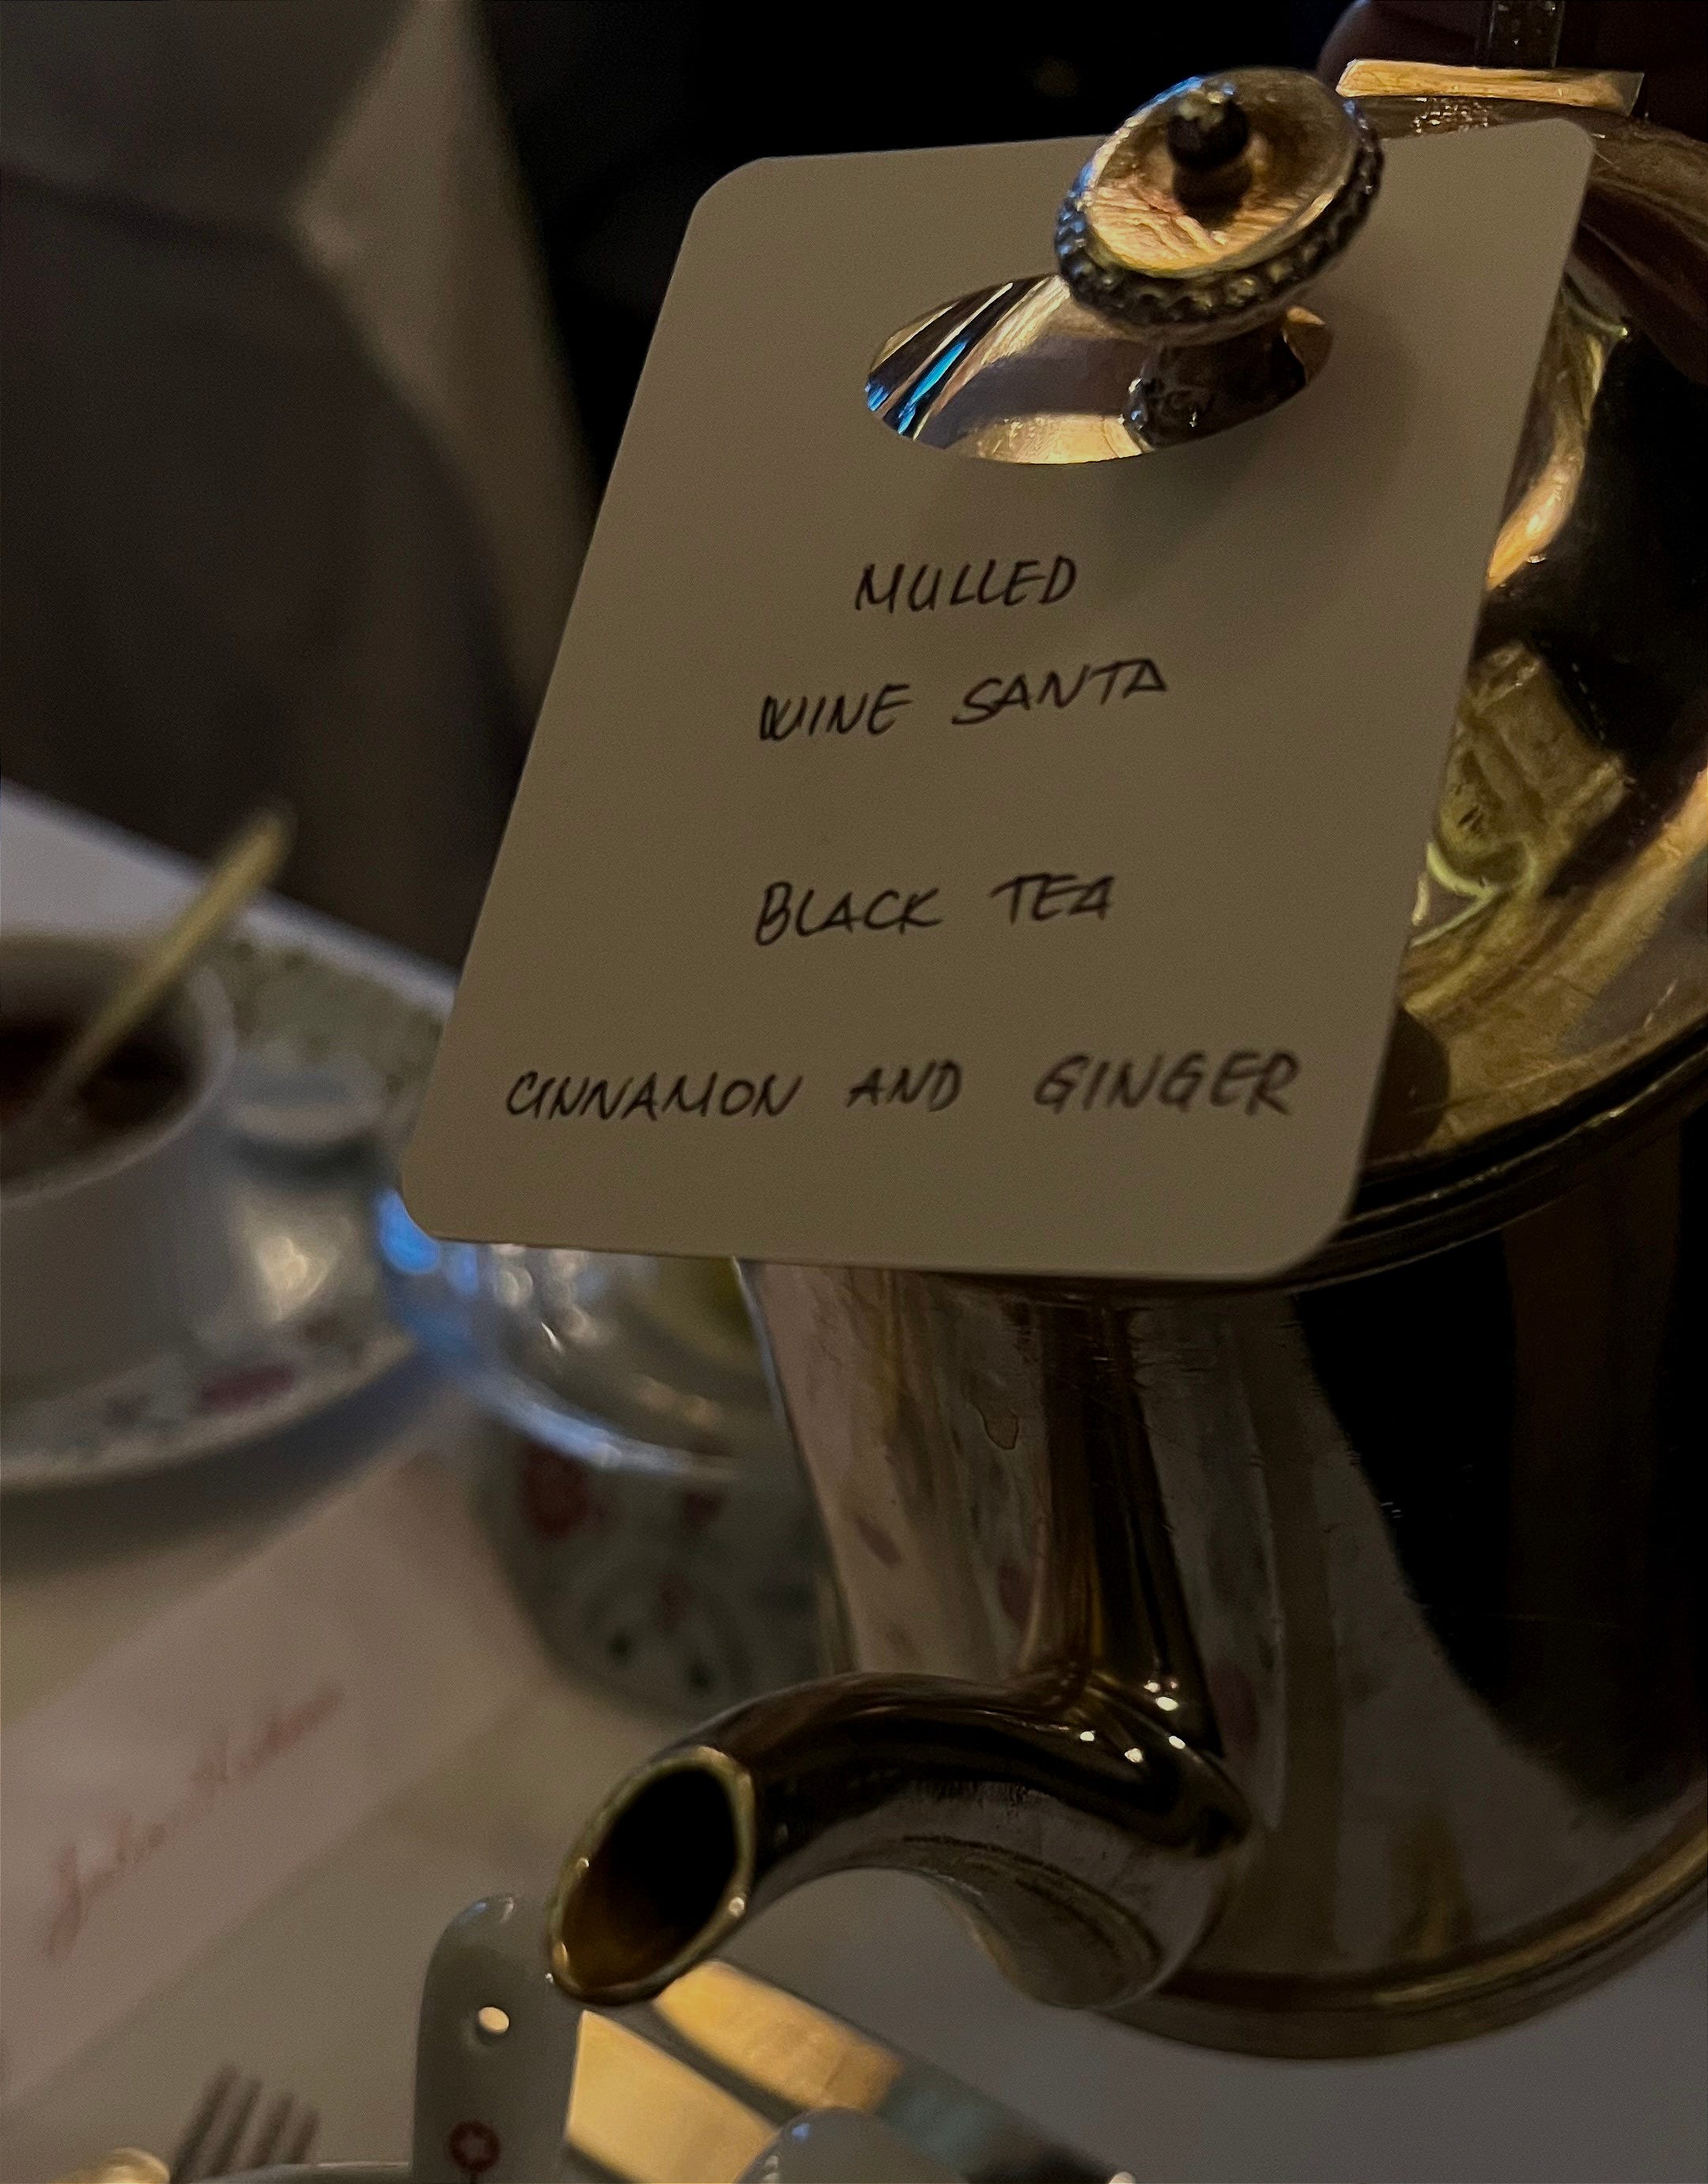 MULLED
WINE SANTA
BLACK TEA
CINNAMON AND GINGER